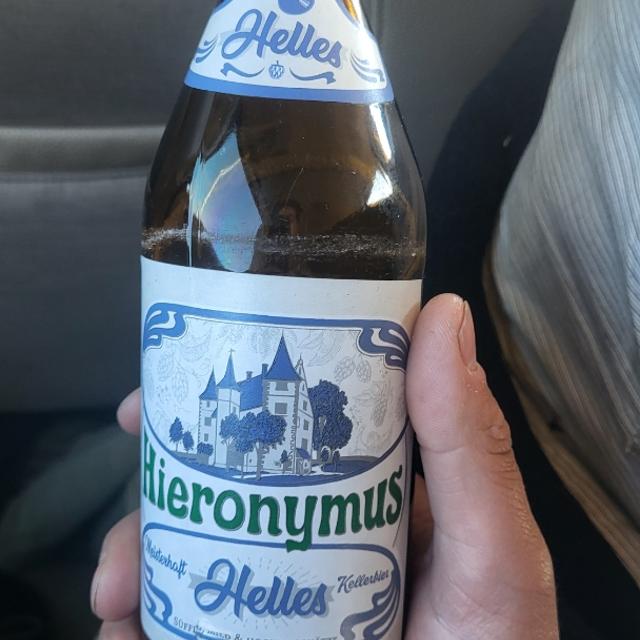 Helles
Hieronymus
Meisterhaft
Helles
Kellerbier